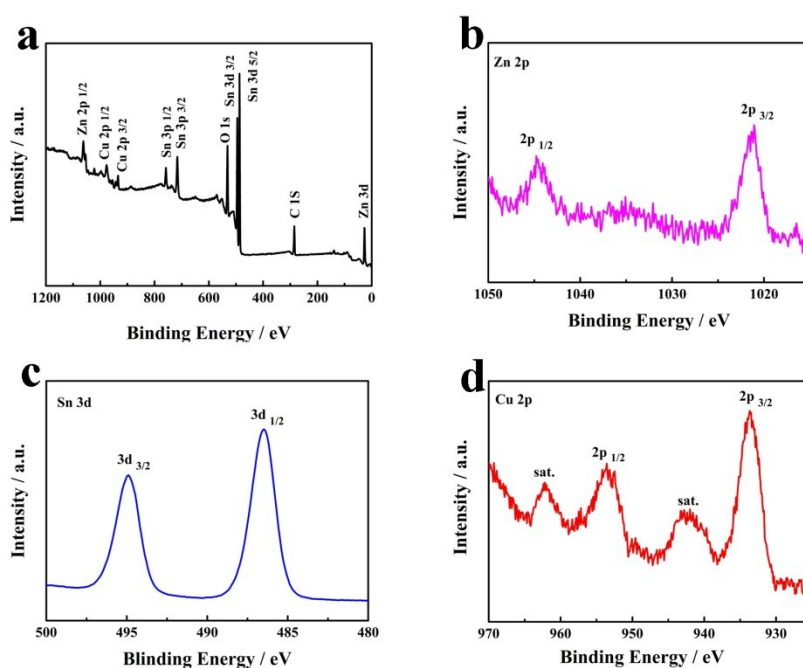 a
Intensity / a.u.
Zn 2p 1/2
Cu 2p 1/2
Cu 2p 3/2
Sn 3p 1/2
Sn 3p 3/2
O 1s
Sn 3d 3/2
Sn 3d 5/2
C 1S
Zn 3d
1200 1000 800 600 400 200 0
Binding Energy / eV
b
Intensity / a.u.
Zn 2p
2p 1/2
2p 3/2
1050 1040 1030 1020
Binding Energy / eV
c
Intensity / a.u.
Sn 3d
3d 3/2
3d 1/2
500 495 490 485 480
Blinding Energy / eV
d
Intensity / a.u.
Cu 2p
sat.
2p 1/2
sat.
2p 3/2
970 960 950 940 930
Binding Energy / eV